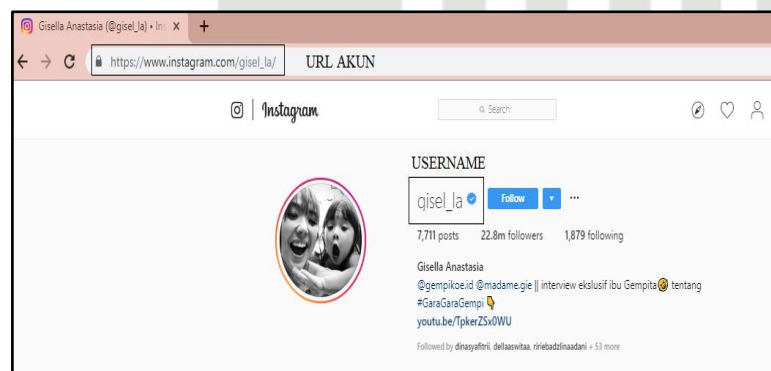 Gisella Anastasia (@gisel_la) • Ins
https://www.instagram.com/gisel_la/ URL AKUN
Instagram
Search
USERNAME
gisel_la Follow
7,711 posts 22.8m followers 1,879 following
Gisella Anastasia
@gempikoe.id @madame.gie || interview ekslusif ibu Gempita🤣 tentang
#GaraGaraGempi 👇
youtu.be/TpkerZSx0WU
Followed by dinasyafitrii, dellaaswitaa, ririebadzlinaadani + 53 more